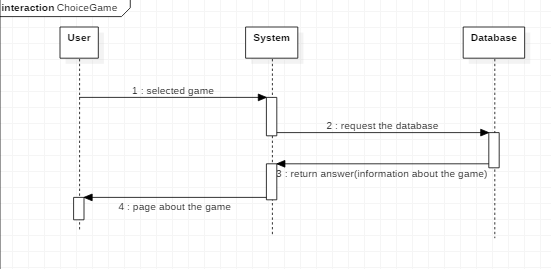 interaction ChoiceGame
User
System
Database
1 : selected game
2 : request the database
3 : return answer(information about the game)
4 : page about the game